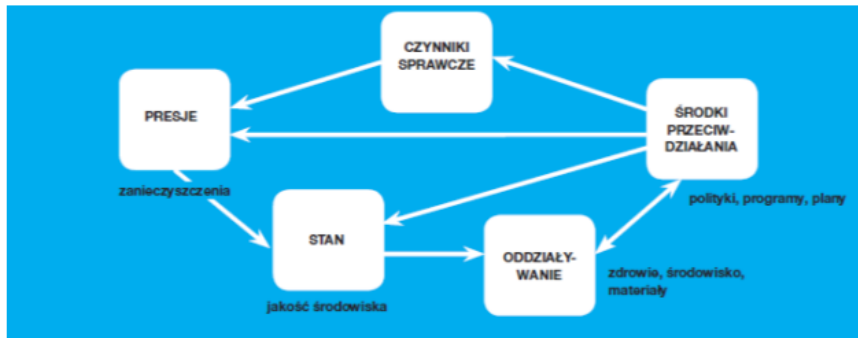 CZYNNIKI
SPRAWCZE
PRESJE
ŚRODKI
PRZECIW-
DZIAŁANIA
zanieczyszczenia
polityki, programy, plany
STAN
ODDZIAŁY-
WANIE
zdrowie, środowisko,
materiały
jakość środowiska